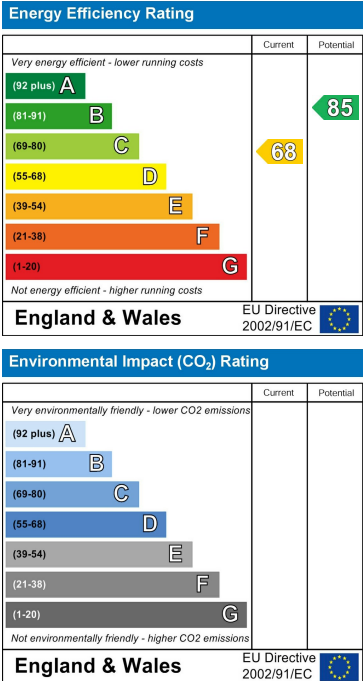 Energy Efficiency Rating
Current Potential
Very energy efficient - lower running costs
(92 plus) A
(81-91) B
(69-80) C
(55-68) D
(39-54) E
(21-38) F
(1-20) G
68
85
Not energy efficient - higher running costs
England & Wales
EU Directive
2002/91/EC
Environmental Impact (CO₂) Rating
Current Potential
Very environmentally friendly - lower CO2 emissions
(92 plus) A
(81-91) B
(69-80) C
(55-68) D
(39-54) E
(21-38) F
(1-20) G
Not environmentally friendly - higher CO2 emissions
England & Wales
EU Directive
2002/91/EC